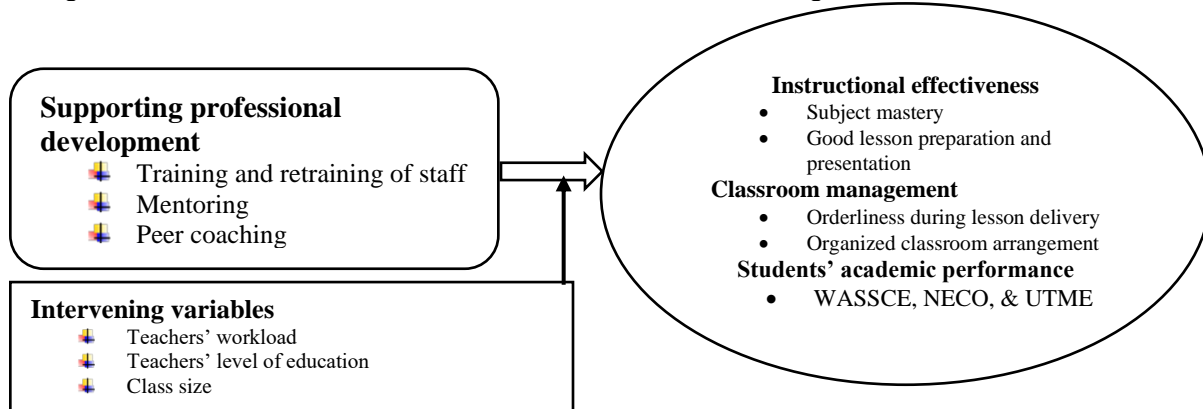 Supporting professional
development
Training and retraining of staff
Mentoring
Peer coaching
Intervening variables
Teachers’ workload
Teachers’ level of education
Class size
Instructional effectiveness
• Subject mastery
• Good lesson preparation and
presentation
Classroom management
• Orderliness during lesson delivery
• Organized classroom arrangement
Students’ academic performance
• WASSCE, NECO, & UTME